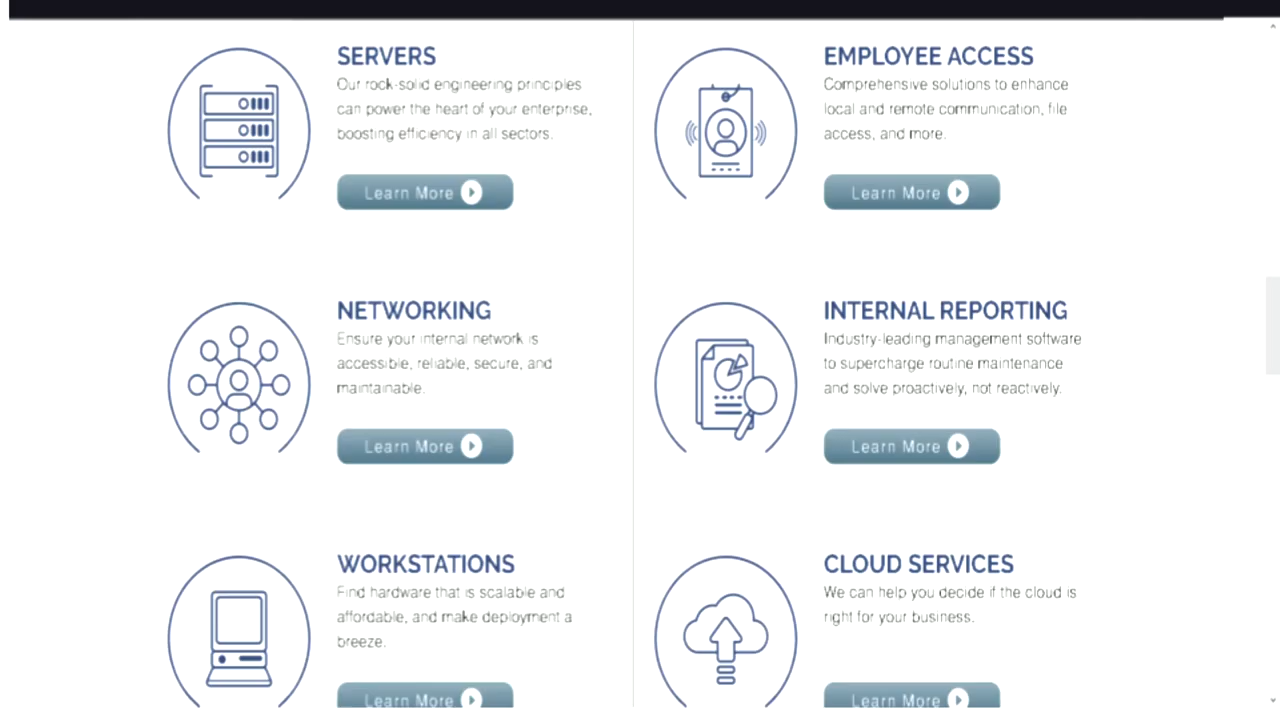 SERVERS
Our rock-solid engineering principles
can power the heart of your enterprise,
boosting efficiency in all sectors.
Learn More
EMPLOYEE ACCESS
Comprehensive solutions to enhance
local and remote communication, file
access, and more.
Learn More
NETWORKING
Ensure your internal network is
accessible, reliable, secure, and
maintainable.
Learn More
INTERNAL REPORTING
Industry-leading management software
to supercharge routine maintenance
and solve proactively, not reactively.
Learn More
WORKSTATIONS
Find hardware that is scalable and
affordable, and make deployment a
breeze.
Learn More
CLOUD SERVICES
We can help you decide if the cloud is
right for your business.
Learn More